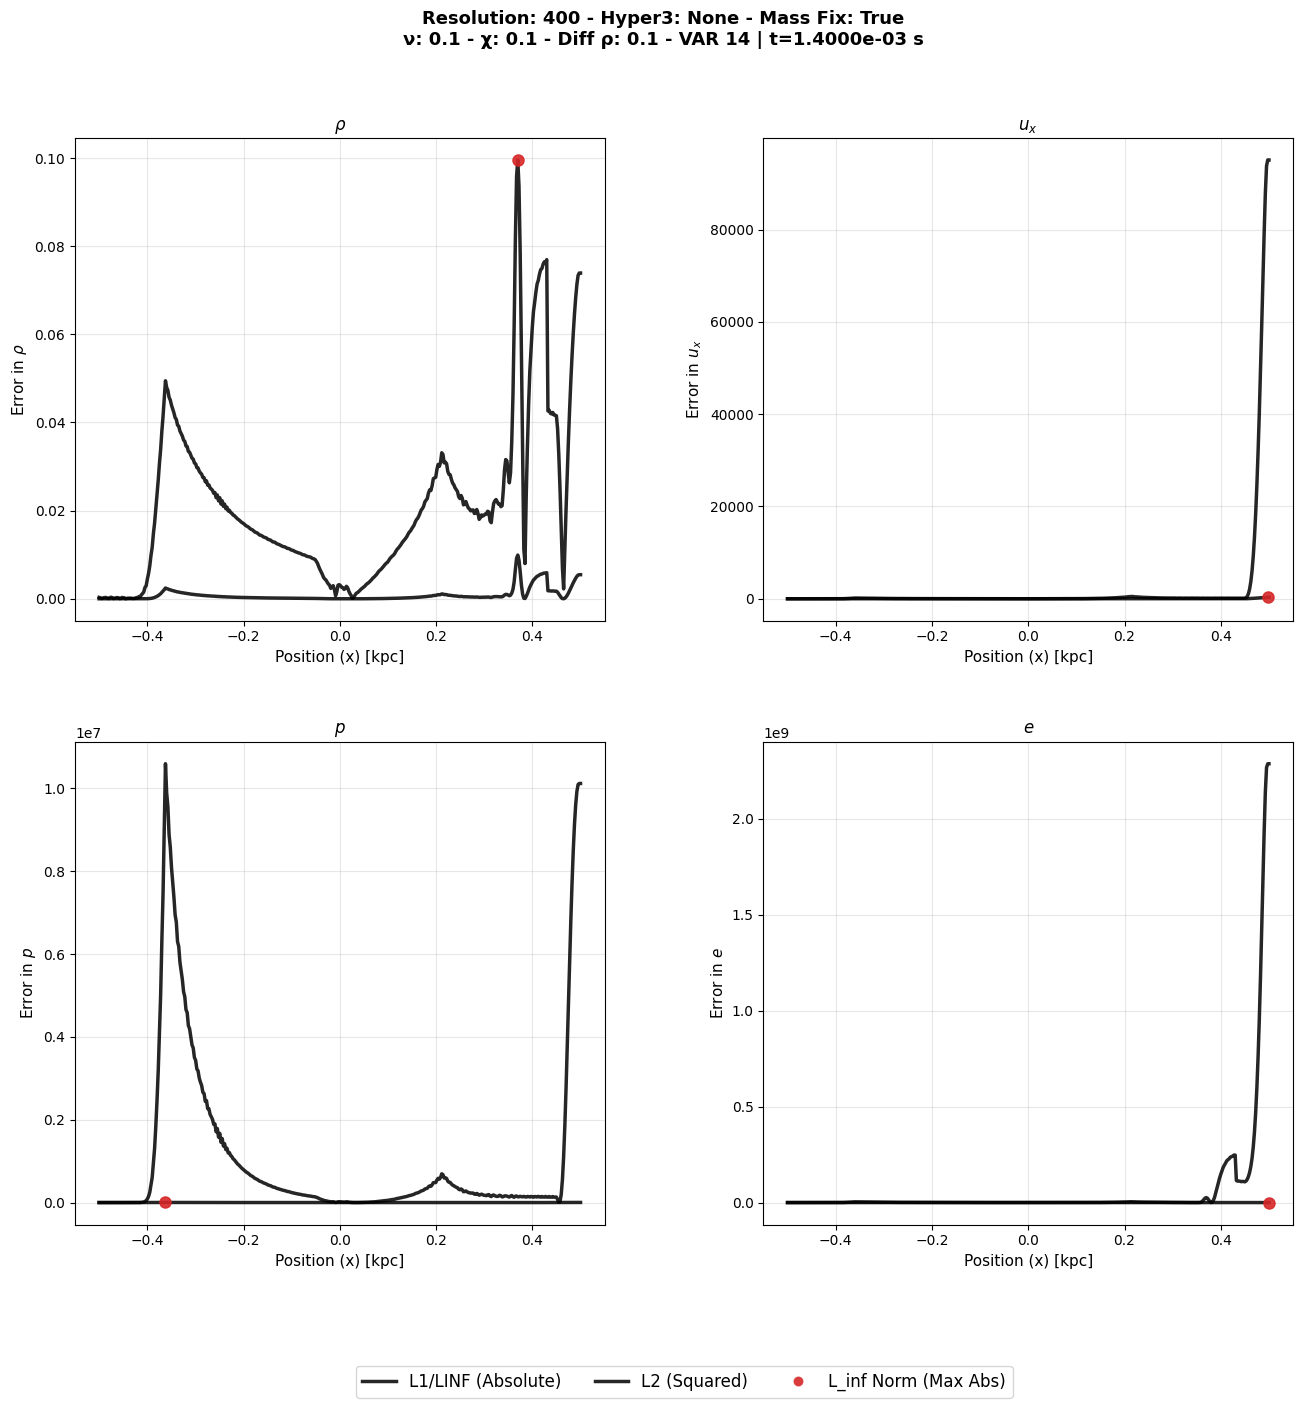 Resolution: 400 - Hyper3: None - Mass Fix: True
ν: 0.1 - χ: 0.1 - Diff ρ: 0.1 - VAR 14 | t=1.4000e-03 s
ρ
0.10
0.08
0.06
0.04
0.02
0.00
Error in ρ
−0.4 −0.2 0.0 0.2 0.4
Position (x) [kpc]
u_x
80000
60000
40000
20000
0
Error in u_x
−0.4 −0.2 0.0 0.2 0.4
Position (x) [kpc]
1e7
p
1.0
0.8
0.6
0.4
0.2
0.0
Error in p
−0.4 −0.2 0.0 0.2 0.4
Position (x) [kpc]
1e9
e
2.0
1.5
1.0
0.5
0.0
Error in e
−0.4 −0.2 0.0 0.2 0.4
Position (x) [kpc]
L1/LINF (Absolute) L2 (Squared) L_inf Norm (Max Abs)